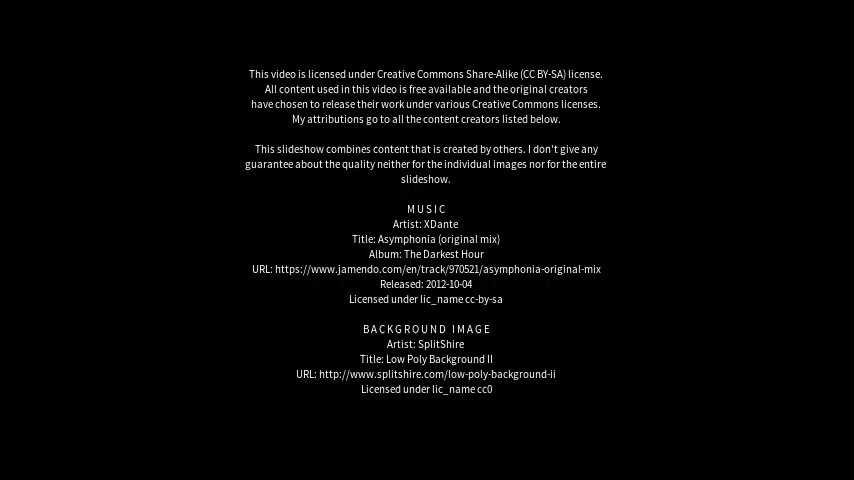 This video is licensed under Creative Commons Share-Alike (CC BY-SA) license.
All content used in this video is free available and the original creators
have chosen to release their work under various Creative Commons licenses.
My attributions go to all the content creators listed below.
This slideshow combines content that is created by others. I don't give any
guarantee about the quality neither for the individual images nor for the entire
slideshow.
MUSIC
Artist: XDante
Title: Asymphonia (original mix)
Album: The Darkest Hour
URL: https://www.jamendo.com/en/track/970521/asymphonia-original-mix
Released: 2012-10-04
Licensed under lic_name cc-by-sa
BACKGROUND IMAGE
Artist: SplitShire
Title: Low Poly Background II
URL: http://www.splitshire.com/low-poly-background-ii
Licensed under lic_name cc0